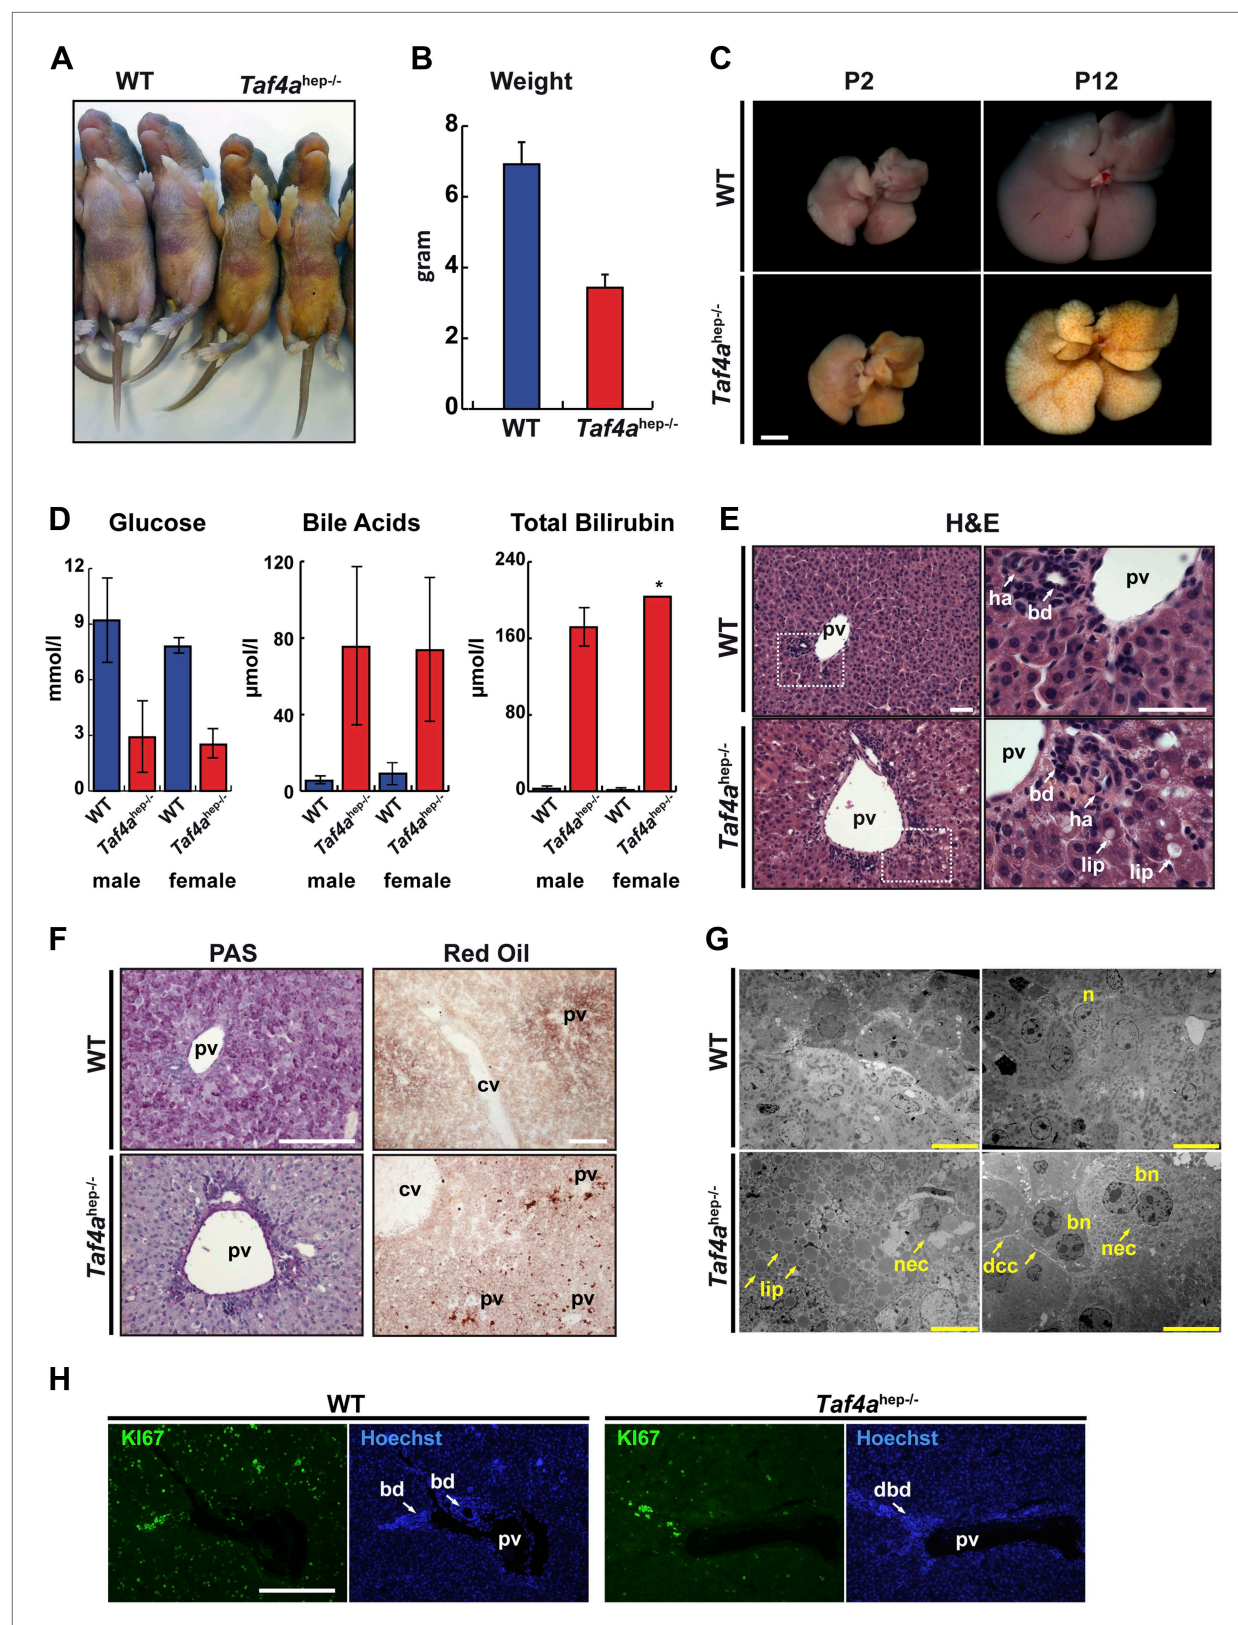 A
WT
Taf4a hep-/-
B
Weight
8
6
4
2
0
gram
WT
Taf4a hep-/-
C
P2
P12
WT
Taf4a hep-/-
D
Glucose
12
9
6
3
0
mmol/l
WT
Taf4a hep-/-
WT
Taf4a hep-/-
male
female
Bile Acids
120
80
40
0
µmol/l
WT
Taf4a hep-/-
WT
Taf4a hep-/-
male
female
Total Bilirubin
240
160
80
0
µmol/l
*
WT
Taf4a hep-/-
WT
Taf4a hep-/-
male
female
E
H&E
WT
pv
pv
ha
bd
Taf4a hep-/-
pv
pv
bd
ha
lip
lip
F
PAS
Red Oil
WT
pv
pv
cv
Taf4a hep-/-
pv
cv
pv
pv
pv
G
WT
n
Taf4a hep-/-
lip
nec
bn
bn
nec
dcc
H
WT
Taf4a hep-/-
KI67
Hoechst
bd
bd
pv
KI67
Hoechst
dbd
pv